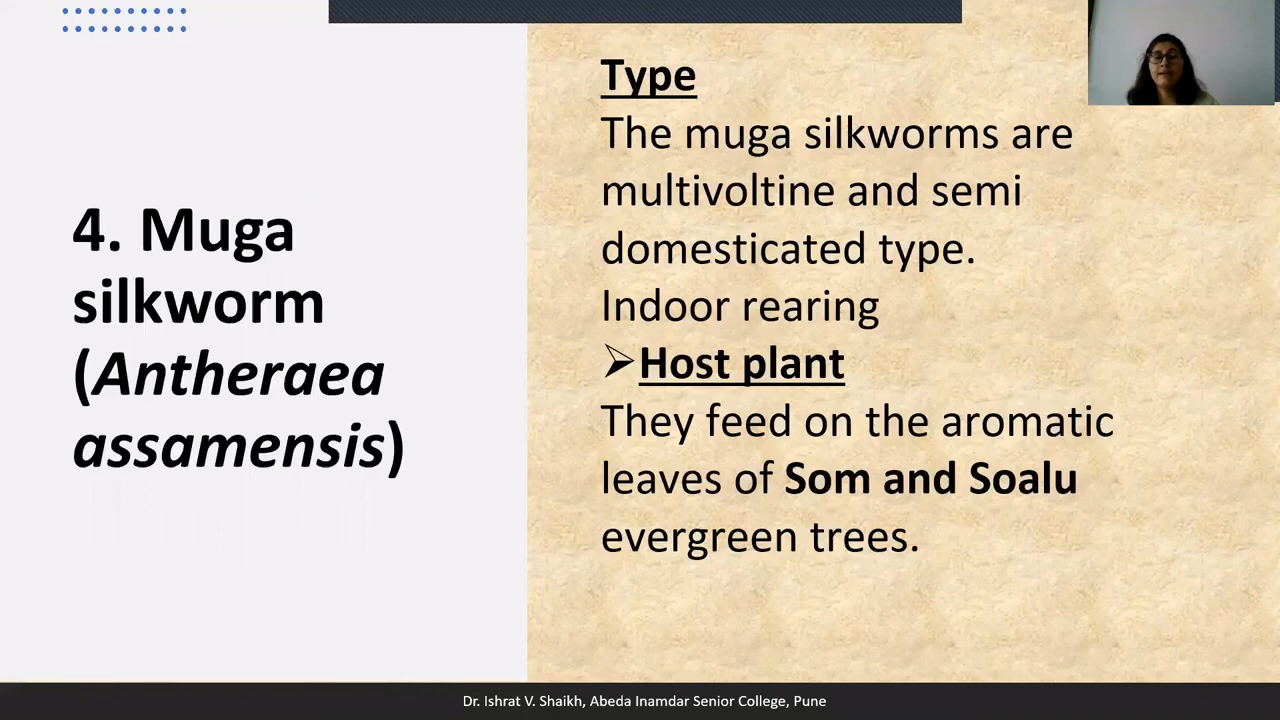 4. Muga
silkworm
(Antheraea
assamensis)
Type
The muga silkworms are
multivoltine and semi
domesticated type.
Indoor rearing
➢Host plant
They feed on the aromatic
leaves of Som and Soalu
evergreen trees.
Dr. Ishrat V. Shaikh, Abeda Inamdar Senior College, Pune